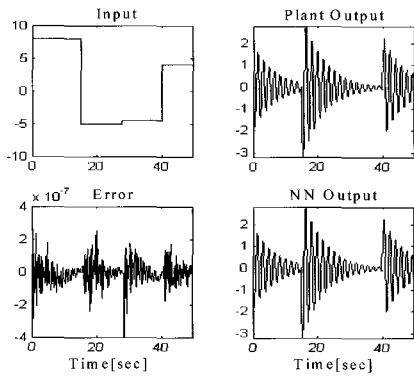 Input
10
5
0
-5
-10
0 20 40
Plant Output
2
1
0
-1
-2
-3
0 20 40
Error
× 10⁻⁷
4
2
0
-2
-4
0 20 40
Time[sec]
NN Output
2
1
0
-1
-2
-3
0 20 40
Time[sec]